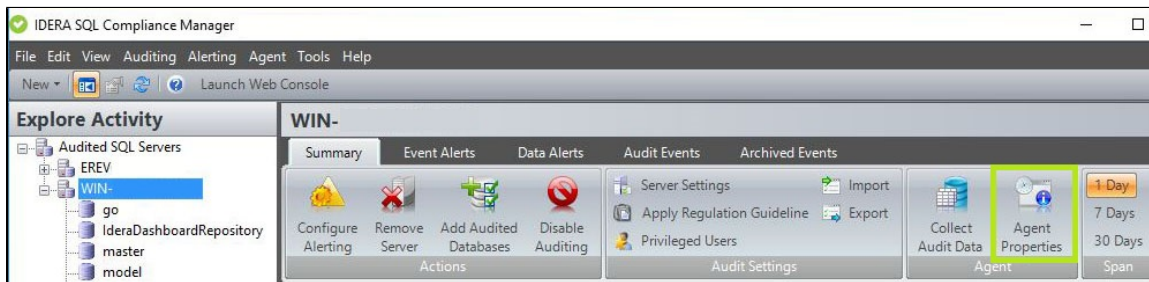 IDERA SQL Compliance Manager
File Edit View Auditing Alerting Agent Tools Help
New Launch Web Console
Explore Activity
Audited SQL Servers
EREV
WIN-
go
IderaDashboardRepository
master
model
WIN-
Summary Event Alerts Data Alerts Audit Events Archived Events
Configure Alerting
Remove Server
Add Audited Databases
Disable Auditing
Actions
Server Settings
Apply Regulation Guideline
Privileged Users
Import
Export
Audit Settings
Collect Audit Data
Agent Properties
Agent
1 Day
7 Days
30 Days
Span